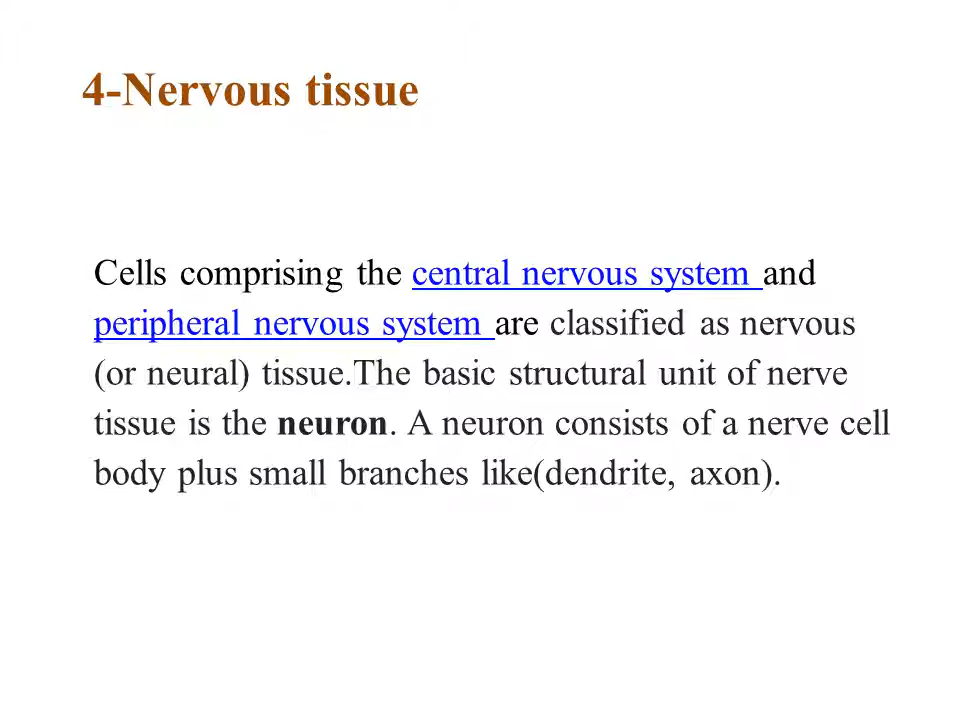 4-Nervous tissue
Cells comprising the central nervous system and
peripheral nervous system are classified as nervous
(or neural) tissue.The basic structural unit of nerve
tissue is the neuron. A neuron consists of a nerve cell
body plus small branches like(dendrite, axon).